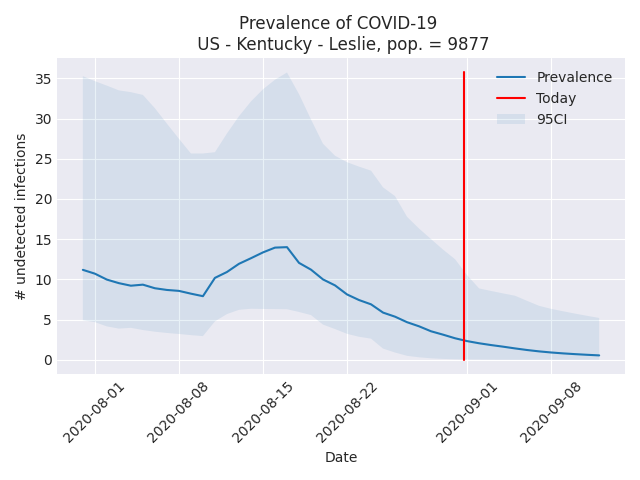 Prevalence of COVID-19
US - Kentucky - Leslie, pop. = 9877
Prevalence
Today
95CI
35
30
25
20
15
10
5
0
# undetected infections
2020-08-01
2020-08-08
2020-08-15
2020-08-22
2020-09-01
2020-09-08
Date